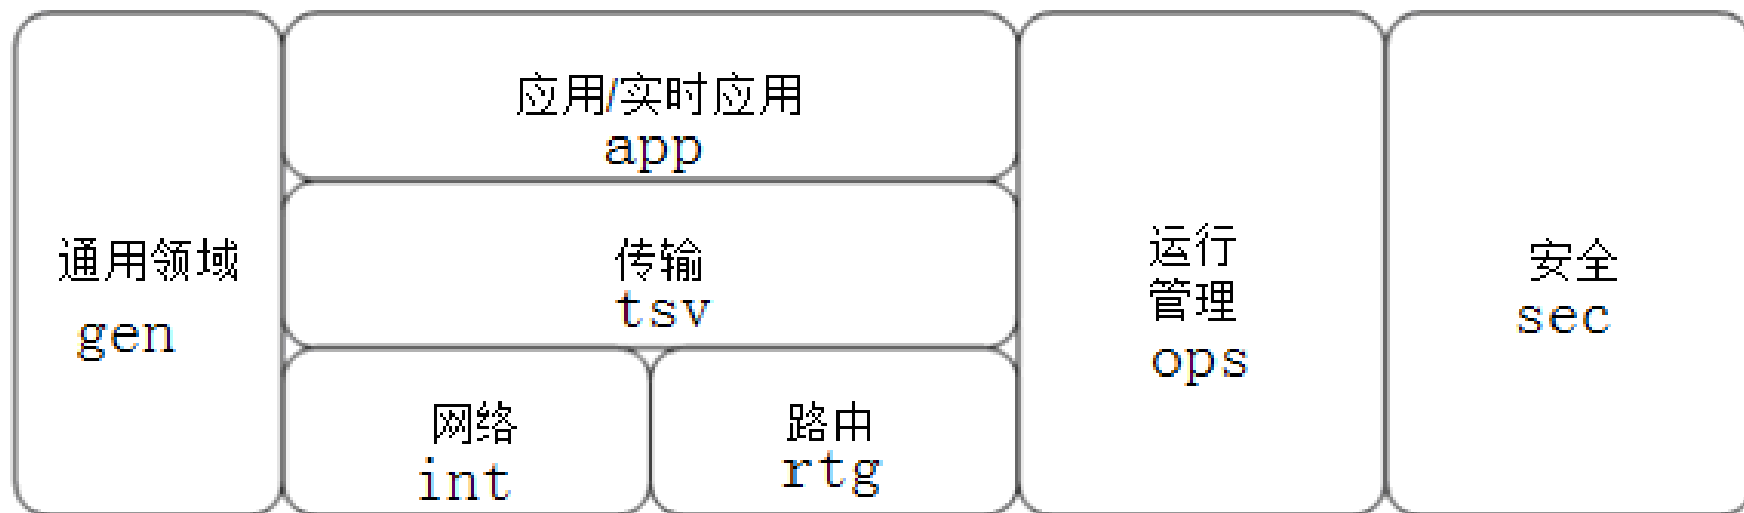 通用领域
gen
应用/实时应用
app
传输
tsv
网络
int
路由
rtg
运行
管理
ops
安全
sec